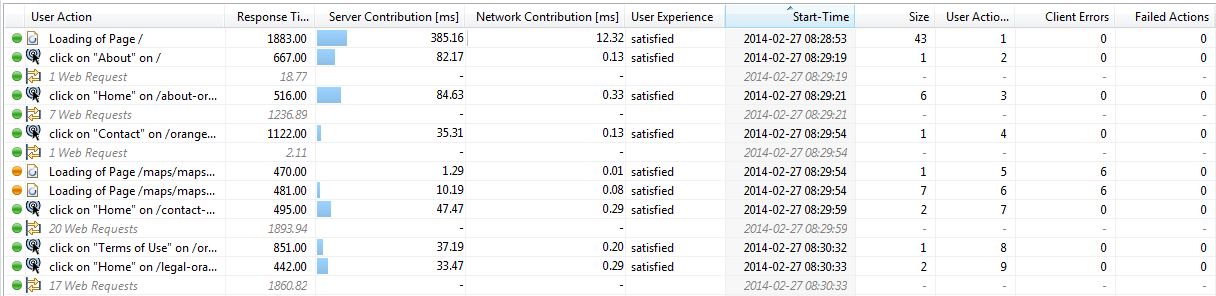 User Action Response Ti... Server Contribution [ms] Network Contribution [ms] User Experience Start-Time Size User Actio... Client Errors Failed Actions
Loading of Page / 1883.00 385.16 12.32 satisfied 2014-02-27 08:28:53 43 1 0 0
click on "About" on / 667.00 82.17 0.13 satisfied 2014-02-27 08:29:19 1 2 0 0
1 Web Request 18.77 - - 2014-02-27 08:29:19 - - - -
click on "Home" on /about-or... 516.00 84.63 0.33 satisfied 2014-02-27 08:29:21 6 3 0 0
7 Web Requests 1236.89 - - 2014-02-27 08:29:21 - - - -
click on "Contact" on /orange... 1122.00 35.31 0.13 satisfied 2014-02-27 08:29:54 1 4 0 0
1 Web Request 2.11 - - 2014-02-27 08:29:54 - - - -
Loading of Page /maps/maps... 470.00 1.29 0.01 satisfied 2014-02-27 08:29:54 1 5 6 0
Loading of Page /maps/maps... 481.00 10.19 0.08 satisfied 2014-02-27 08:29:54 7 6 6 0
click on "Home" on /contact-... 495.00 47.47 0.29 satisfied 2014-02-27 08:29:59 2 7 0 0
20 Web Requests 1893.94 - - 2014-02-27 08:29:59 - - - -
click on "Terms of Use" on /or... 851.00 37.19 0.20 satisfied 2014-02-27 08:30:32 1 8 0 0
click on "Home" on /legal-ora... 442.00 33.47 0.29 satisfied 2014-02-27 08:30:33 2 9 0 0
17 Web Requests 1860.82 - - 2014-02-27 08:30:33 - - - -